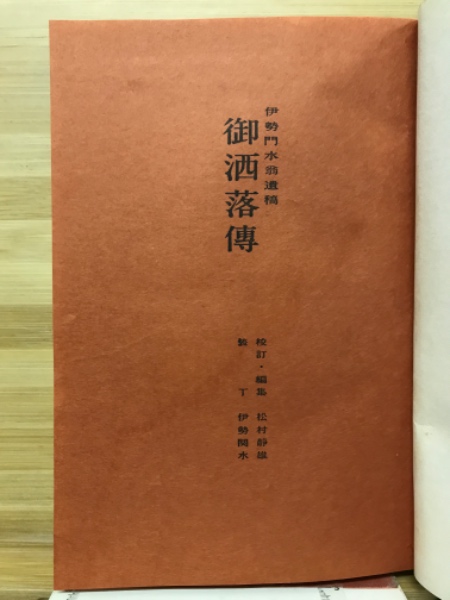 伊勢門水翁遺稿
御洒落傳
校訂・編集 松村静雄
装丁 伊勢関水